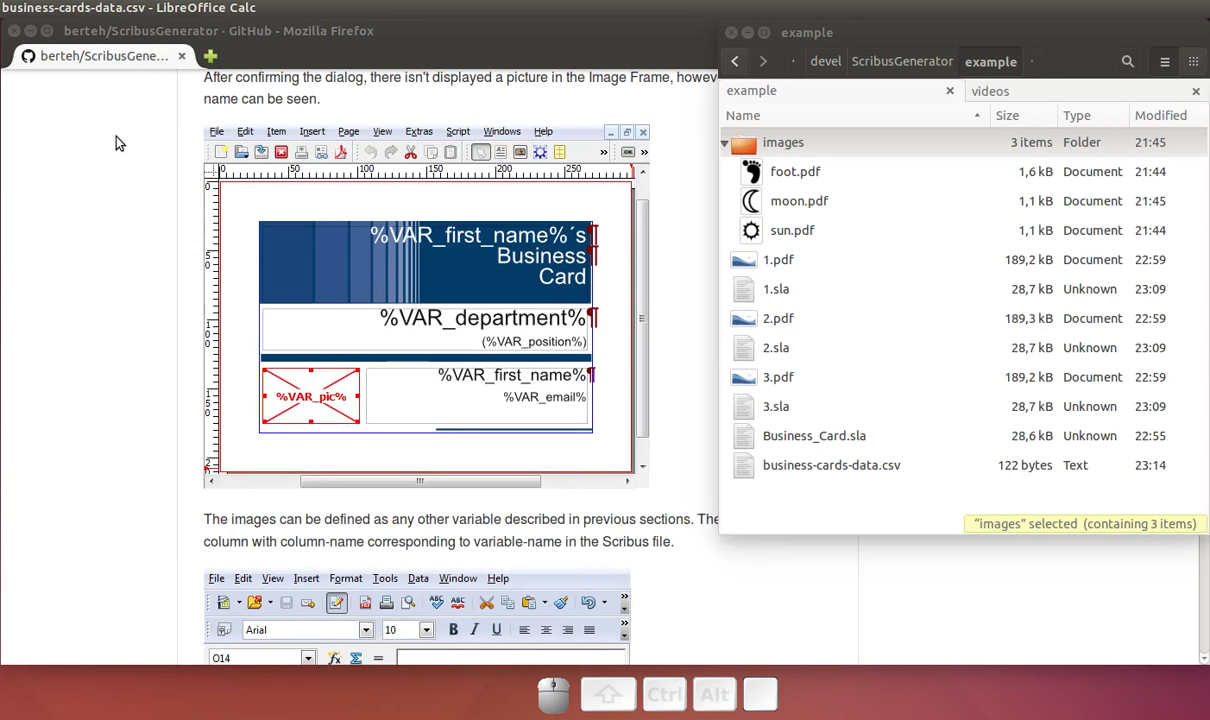 business-cards-data.csv - LibreOffice Calc
berteh/ScribusGenerator · GitHub - Mozilla Firefox
berteh/ScribusGene...
After confirming the dialog, there isn't displayed a picture in the Image Frame, howev
name can be seen.
File Edit Item Insert Page View Extras Script Windows Help
OK
0 50 100 150 200 250
%VAR_first_name%´s¶
Business¶
Card
%VAR_department%¶
(%VAR_position%)
%VAR_pic%
%VAR_first_name%¶
%VAR_email%
The images can be defined as any other variable described in previous sections. The
column with column-name corresponding to variable-name in the Scribus file.
File Edit View Insert Format Tools Data Window Help
ABC ABC
Arial 10 B I U
O14 f(x) Σ =
example
devel ScribusGenerator example
example videos
Name Size Type Modified
images 3 items Folder 21:45
foot.pdf 1,6 kB Document 21:44
moon.pdf 1,1 kB Document 21:45
sun.pdf 1,1 kB Document 21:44
1.pdf 189,2 kB Document 22:59
1.sla 28,7 kB Unknown 23:09
2.pdf 189,3 kB Document 22:59
2.sla 28,7 kB Unknown 23:09
3.pdf 189,2 kB Document 22:59
3.sla 28,7 kB Unknown 23:09
Business_Card.sla 28,6 kB Unknown 22:55
business-cards-data.csv 122 bytes Text 23:14
"images" selected (containing 3 items)
Ctrl Alt